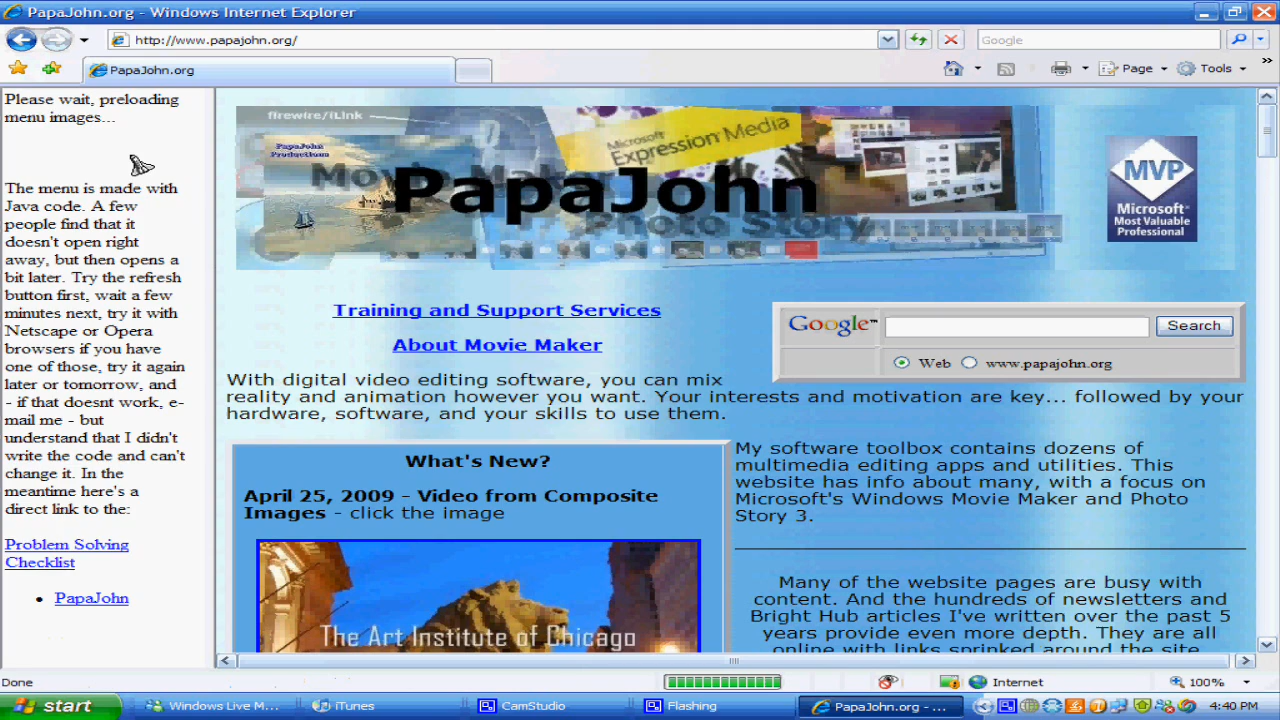 PapaJohn.org - Windows Internet Explorer
http://www.papajohn.org/
Google
PapaJohn.org
Page
Tools
Please wait, preloading
menu images...
The menu is made with
Java code. A few
people find that it
doesn't open right
away, but then opens a
bit later. Try the refresh
button first, wait a few
minutes next, try it with
Netscape or Opera
browsers if you have
one of those, try it again
later or tomorrow, and
- if that doesnt work, e-
mail me - but
understand that I didn't
write the code and can't
change it. In the
meantime here's a
direct link to the:
Problem Solving
Checklist
PapaJohn
firewire/iLink
Microsoft
Expression Media
PapaJohn
Productions
Movie Maker
PapaJohn
Photo Story
MVP
Microsoft
Most Valuable
Professional
Training and Support Services
About Movie Maker
Google™
Search
Web
www.papajohn.org
With digital video editing software, you can mix
reality and animation however you want. Your interests and motivation are key... followed by your
hardware, software, and your skills to use them.
What's New?
April 25, 2009 - Video from Composite
Images - click the image
The Art Institute of Chicago
My software toolbox contains dozens of
multimedia editing apps and utilities. This
website has info about many, with a focus on
Microsoft's Windows Movie Maker and Photo
Story 3.
Many of the website pages are busy with
content. And the hundreds of newsletters and
Bright Hub articles I've written over the past 5
years provide even more depth. They are all
online with links sprinked around the site
Done
Internet
100%
start
Windows Live M...
iTunes
CamStudio
Flashing
PapaJohn.org - ...
4:40 PM